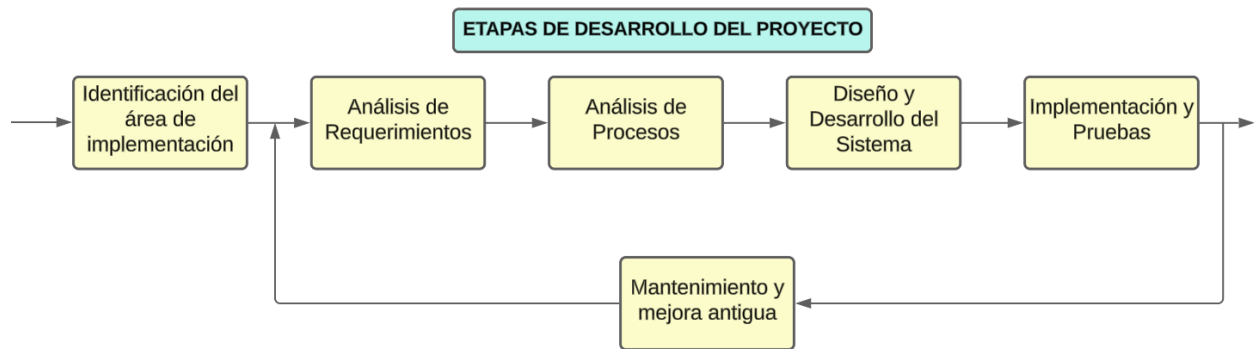 ETAPAS DE DESARROLLO DEL PROYECTO
Identificación del
área de
implementación
Análisis de
Requerimientos
Análisis de
Procesos
Diseño y
Desarrollo del
Sistema
Implementación y
Pruebas
Mantenimiento y
mejora antigua